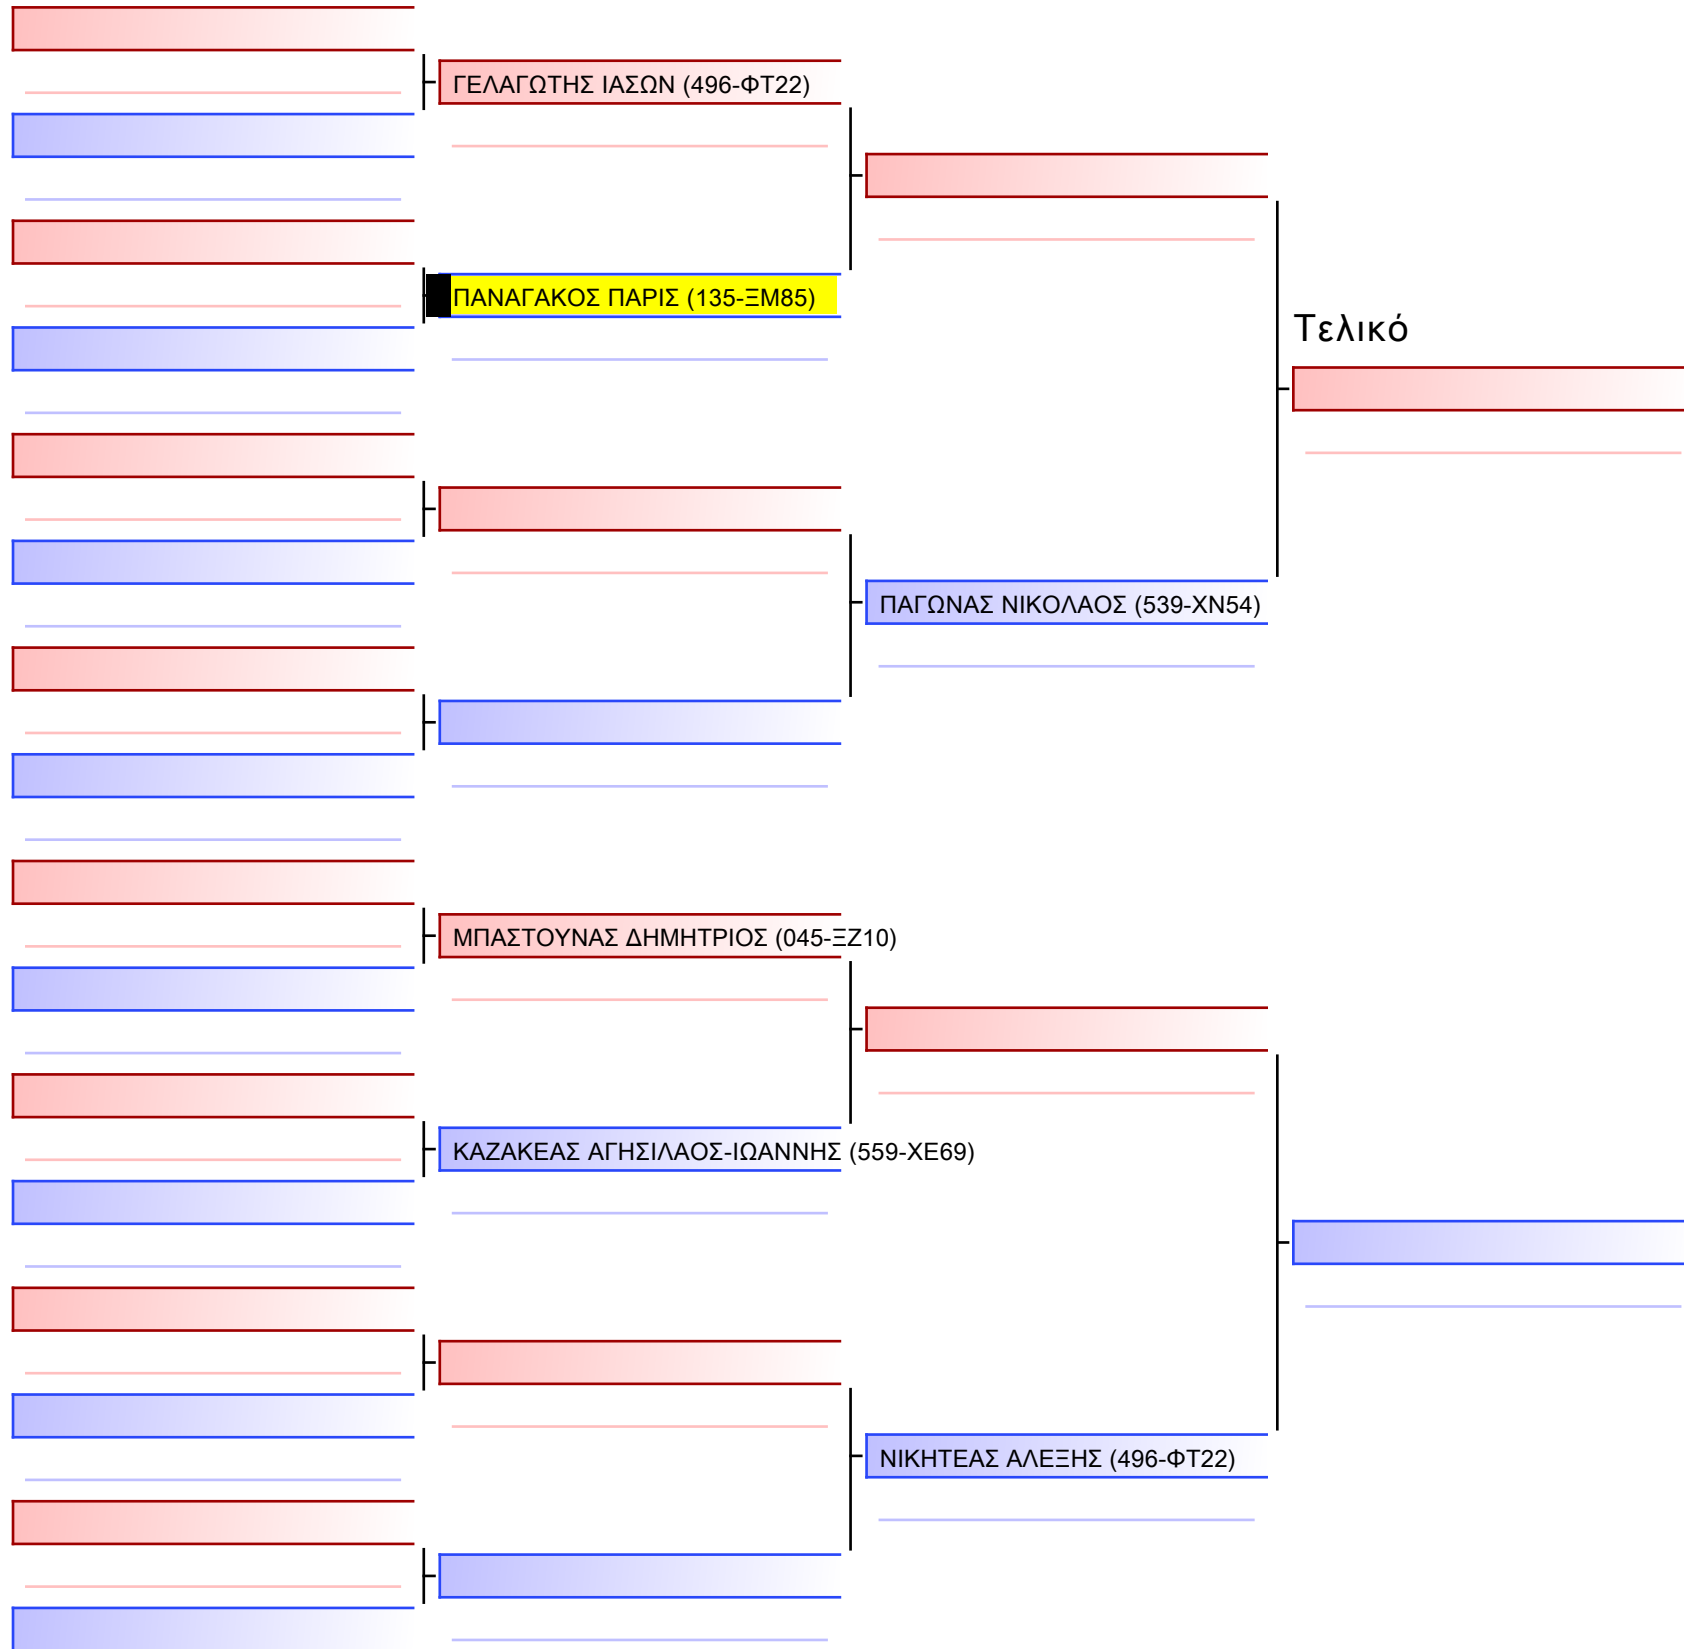 ΓΕΛΑΓΩΤΗΣ ΙΑΣΩΝ (496-ΦΤ22)
ΠΑΝΑΓΑΚΟΣ ΠΑΡΙΣ (135-ΞΜ85)
Τελικό
ΠΑΓΩΝΑΣ ΝΙΚΟΛΑΟΣ (539-ΧΝ54)
ΜΠΑΣΤΟΥΝΑΣ ΔΗΜΗΤΡΙΟΣ (045-ΞΖ10)
ΚΑΖΑΚΕΑΣ ΑΓΗΣΙΛΑΟΣ-ΙΩΑΝΝΗΣ (559-ΧΕ69)
ΝΙΚΗΤΕΑΣ ΑΛΕΞΗΣ (496-ΦΤ22)